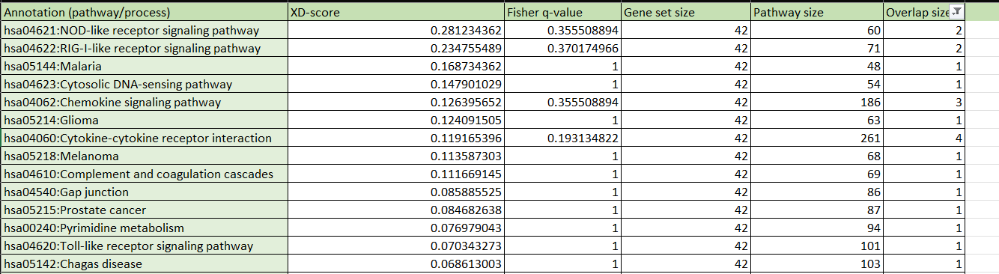 Annotation (pathway/process) XD-score Fisher q-value Gene set size Pathway size Overlap size
hsa04621:NOD-like receptor signaling pathway 0.281234362 0.355508894 42 60 2
hsa04622:RIG-I-like receptor signaling pathway 0.234755489 0.370174966 42 71 2
hsa05144:Malaria 0.168734362 1 42 48 1
hsa04623:Cytosolic DNA-sensing pathway 0.147901029 1 42 54 1
hsa04062:Chemokine signaling pathway 0.126395652 0.355508894 42 186 3
hsa05214:Glioma 0.124091505 1 42 63 1
hsa04060:Cytokine-cytokine receptor interaction 0.119165396 0.193134822 42 261 4
hsa05218:Melanoma 0.113587303 1 42 68 1
hsa04610:Complement and coagulation cascades 0.111669145 1 42 69 1
hsa04540:Gap junction 0.085885525 1 42 86 1
hsa05215:Prostate cancer 0.084682638 1 42 87 1
hsa00240:Pyrimidine metabolism 0.076979043 1 42 94 1
hsa04620:Toll-like receptor signaling pathway 0.070343273 1 42 101 1
hsa05142:Chagas disease 0.068613003 1 42 103 1